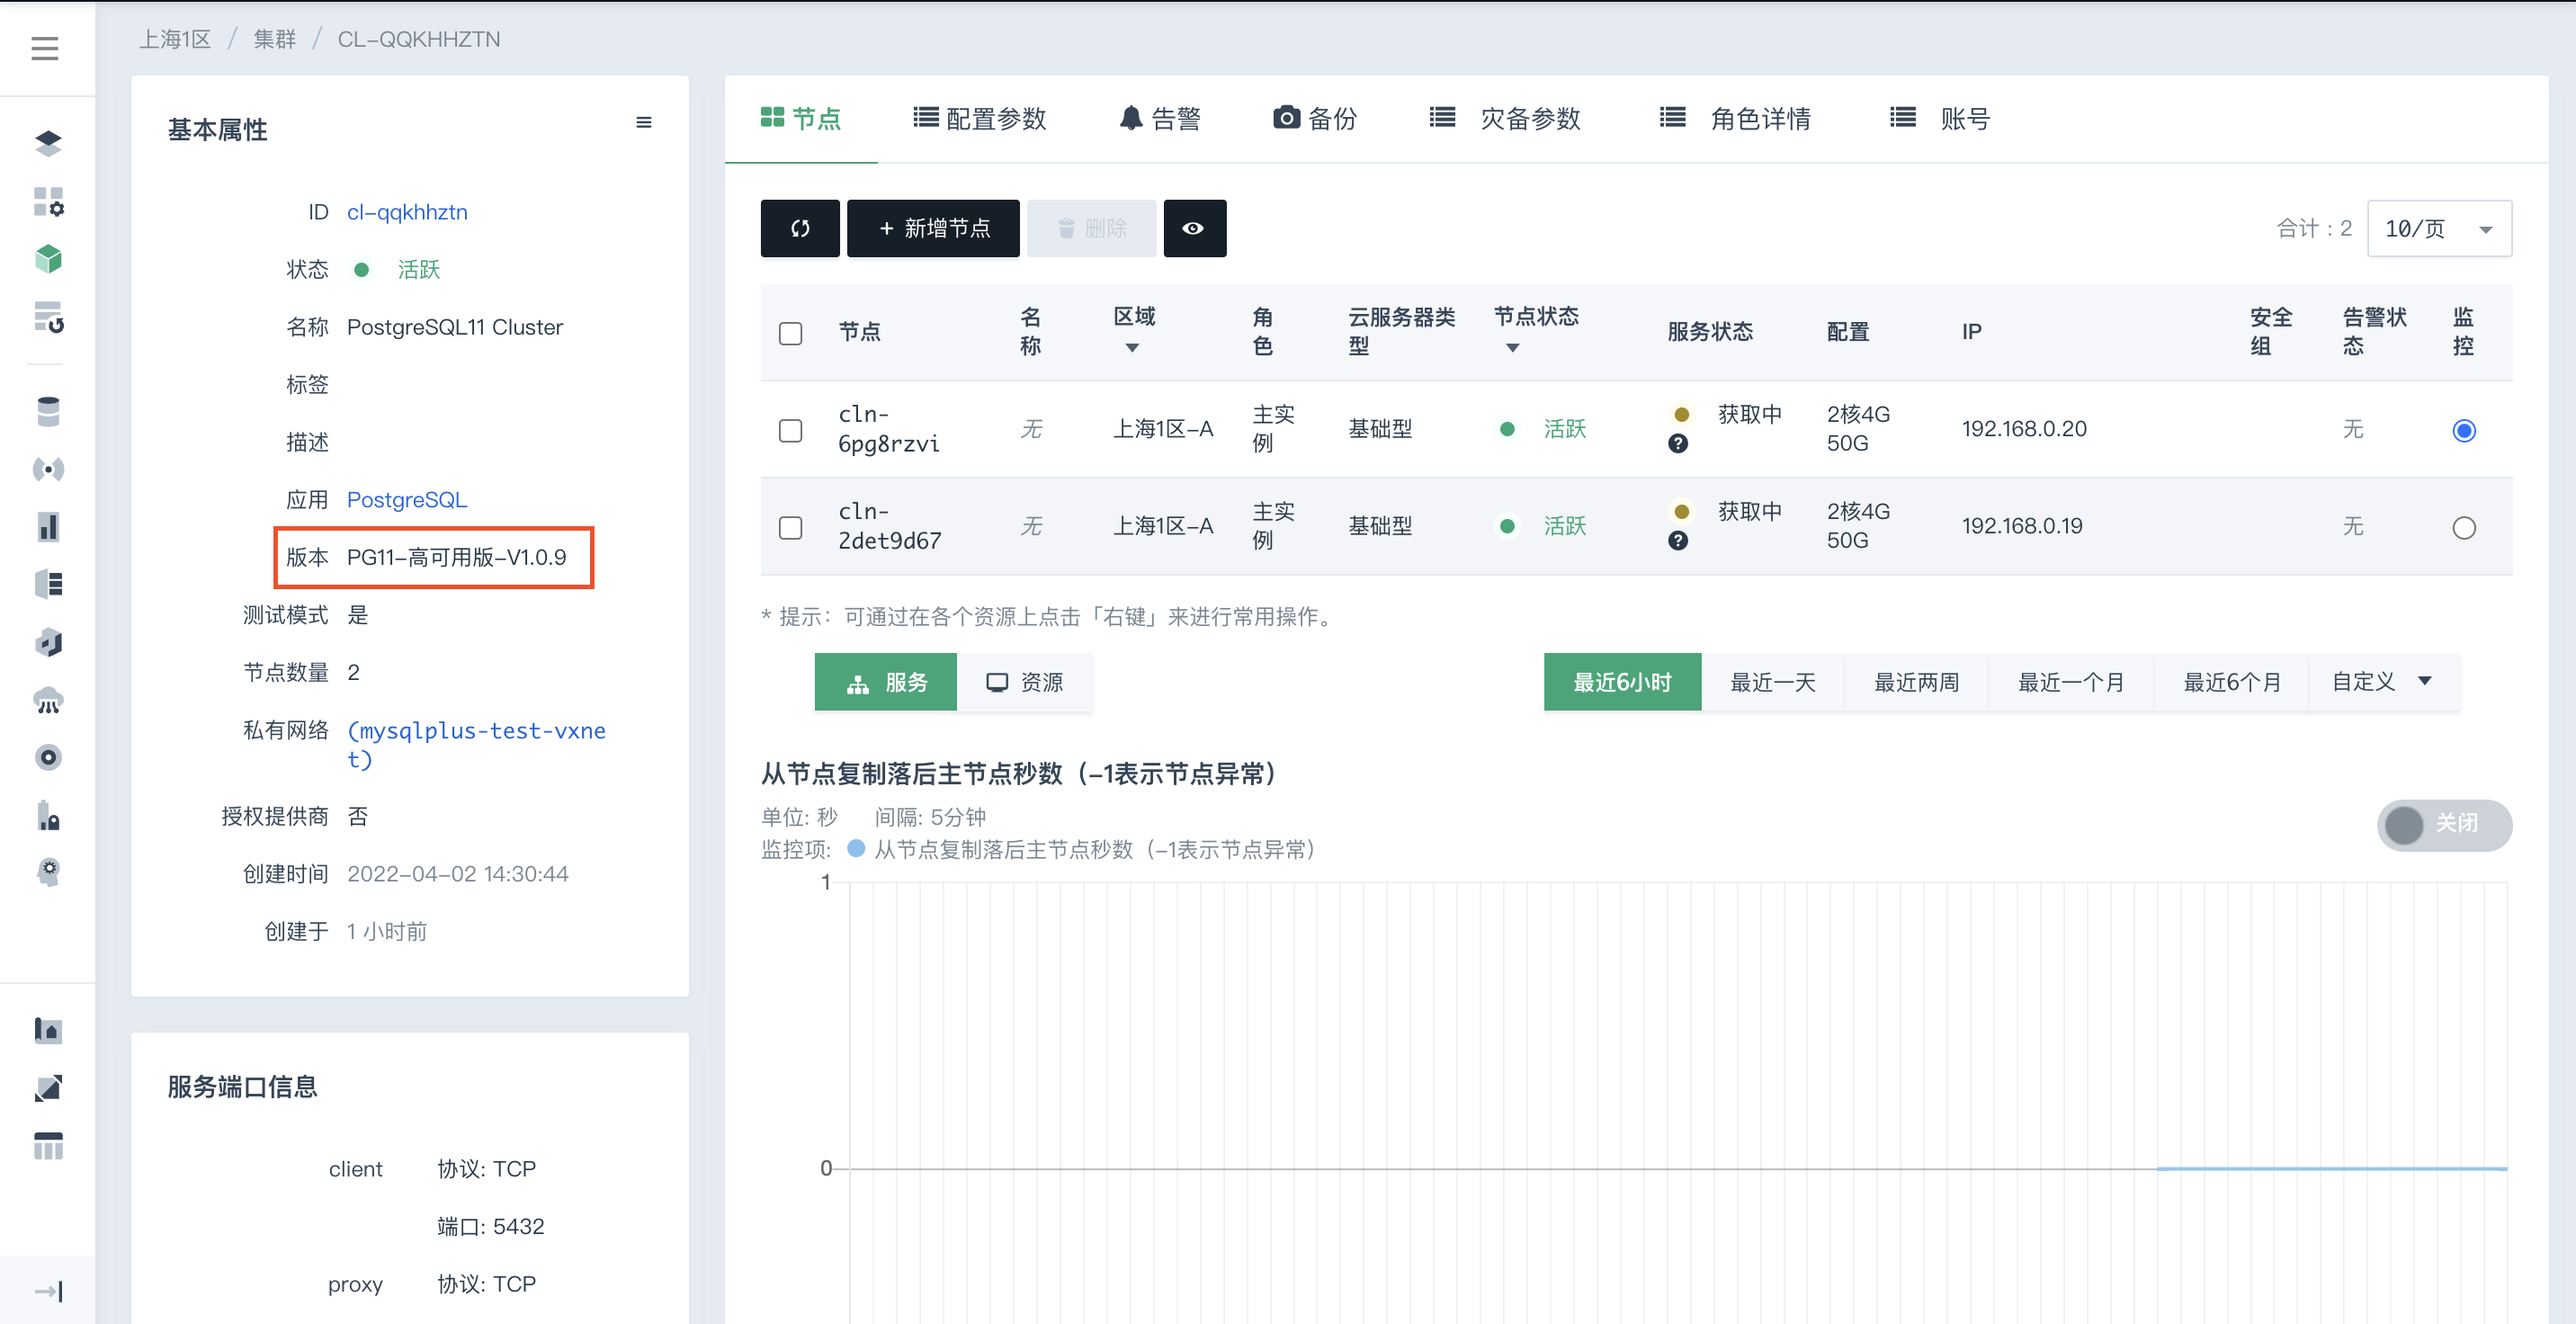 上海1区 / 集群 / CL-QQKHHZTN
基本属性
ID cl-qqkhhztn
状态 活跃
名称 PostgreSQL11 Cluster
标签
描述
应用 PostgreSQL
版本 PG11-高可用版-V1.0.9
测试模式 是
节点数量 2
私有网络 (mysqlplus-test-vxne
t)
授权提供商 否
创建时间 2022-04-02 14:30:44
创建于 1 小时前
服务端口信息
client 协议: TCP
端口: 5432
proxy 协议: TCP
节点 配置参数 告警 备份 灾备参数 角色详情 账号
+ 新增节点 删除 合计：2 10/页
节点 名称 区域 角色 云服务器类型 节点状态 服务状态 配置 IP 安全组 告警状态 监控
cln-6pg8rzvi 无 上海1区-A 主实例 基础型 活跃 获取中 ? 2核4G 50G 192.168.0.20 无
cln-2det9d67 无 上海1区-A 主实例 基础型 活跃 获取中 ? 2核4G 50G 192.168.0.19 无
* 提示：可通过在各个资源上点击「右键」来进行常用操作。
服务 资源 最近6小时 最近一天 最近两周 最近一个月 最近6个月 自定义
从节点复制落后主节点秒数（-1表示节点异常）
单位: 秒 间隔: 5分钟
关闭
监控项: 从节点复制落后主节点秒数（-1表示节点异常）
1
0